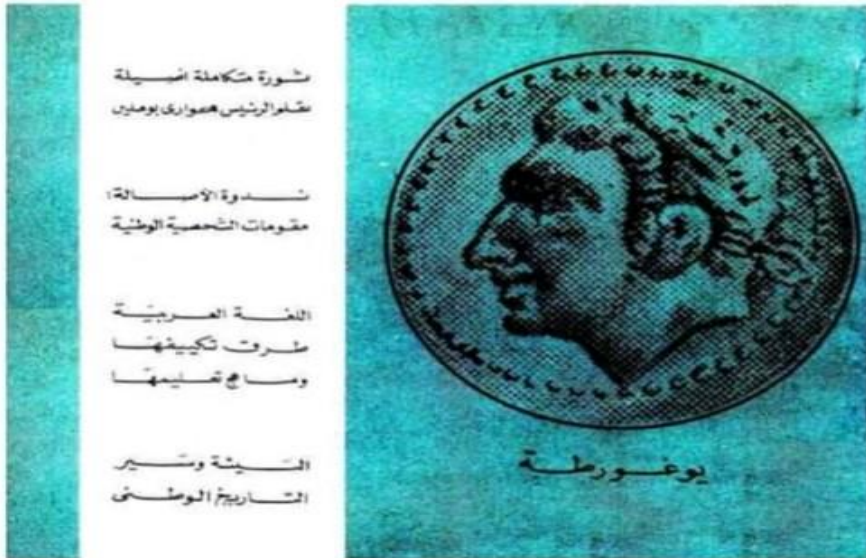 ثورة متكاملة أصيلة
بقلم الرئيس هواري بومدين
ندوة الأصالة:
مقومات الشخصية الوطنية
اللغة العربية
طرق تكييفها
ومناهج تعليمها
البيئة وسير
التاريخ الوطني
يوغورطة